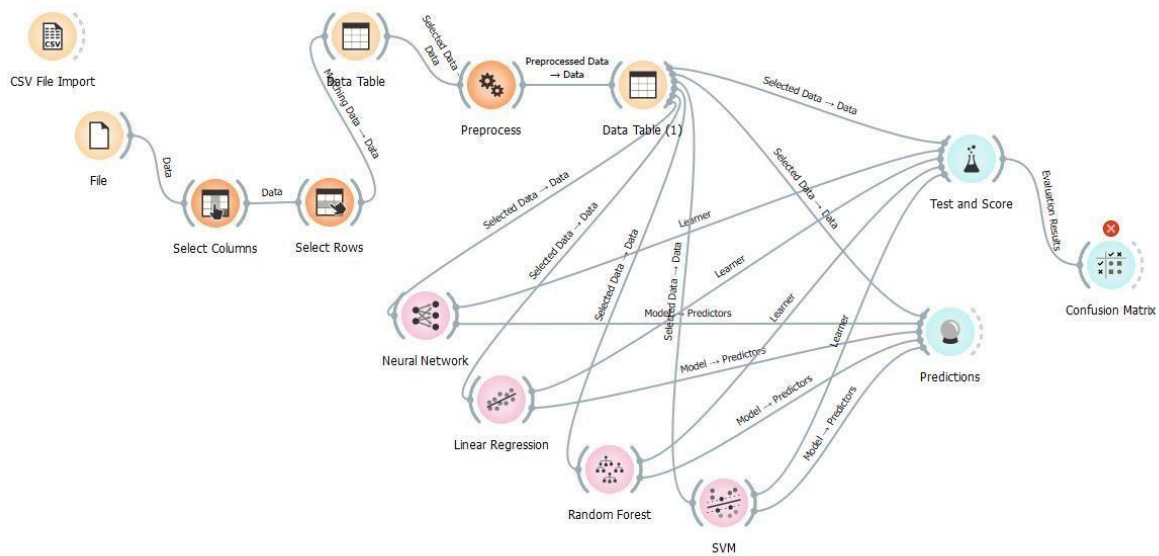 CSV
CSV File Import
File
Data
Select Columns
Data
Select Rows
Matching Data → Data
Data Table
Selected Data → Data
Preprocess
Preprocessed Data
→ Data
Data Table (1)
Selected Data → Data
Selected Data → Data
Selected Data → Data
Selected Data → Data
Selected Data → Data
Selected Data → Data
Learner
Learner
Learner
Learner
Test and Score
Evaluation Results
Confusion Matrix
Neural Network
Model → Predictors
Predictions
Linear Regression
Model → Predictors
Random Forest
Model → Predictors
SVM
Model → Predictors